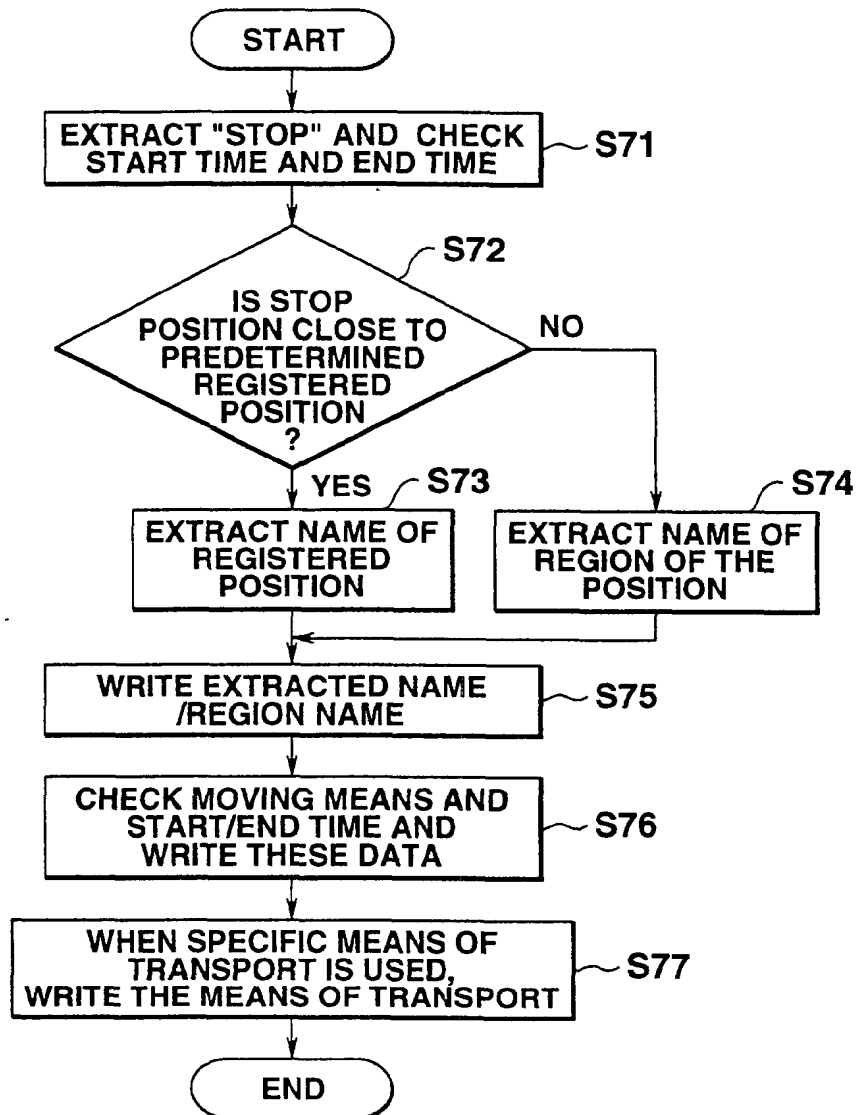 START
EXTRACT "STOP" AND CHECK
START TIME AND END TIME
S71
S72
IS STOP
POSITION CLOSE TO
PREDETERMINED
REGISTERED
POSITION
?
NO
YES
S73
S74
EXTRACT NAME OF
REGISTERED
POSITION
EXTRACT NAME OF
REGION OF THE
POSITION
WRITE EXTRACTED NAME
/REGION NAME
S75
CHECK MOVING MEANS AND
START/END TIME AND
WRITE THESE DATA
S76
WHEN SPECIFIC MEANS OF
TRANSPORT IS USED,
WRITE THE MEANS OF TRANSPORT
S77
END